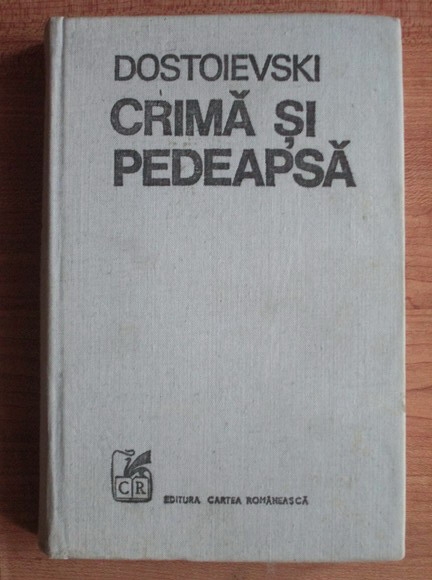 DOSTOIEVSKI
CRIMĂ ȘI
PEDEAPSĂ
CR
EDITURA CARTEA ROMÂNEASCĂ